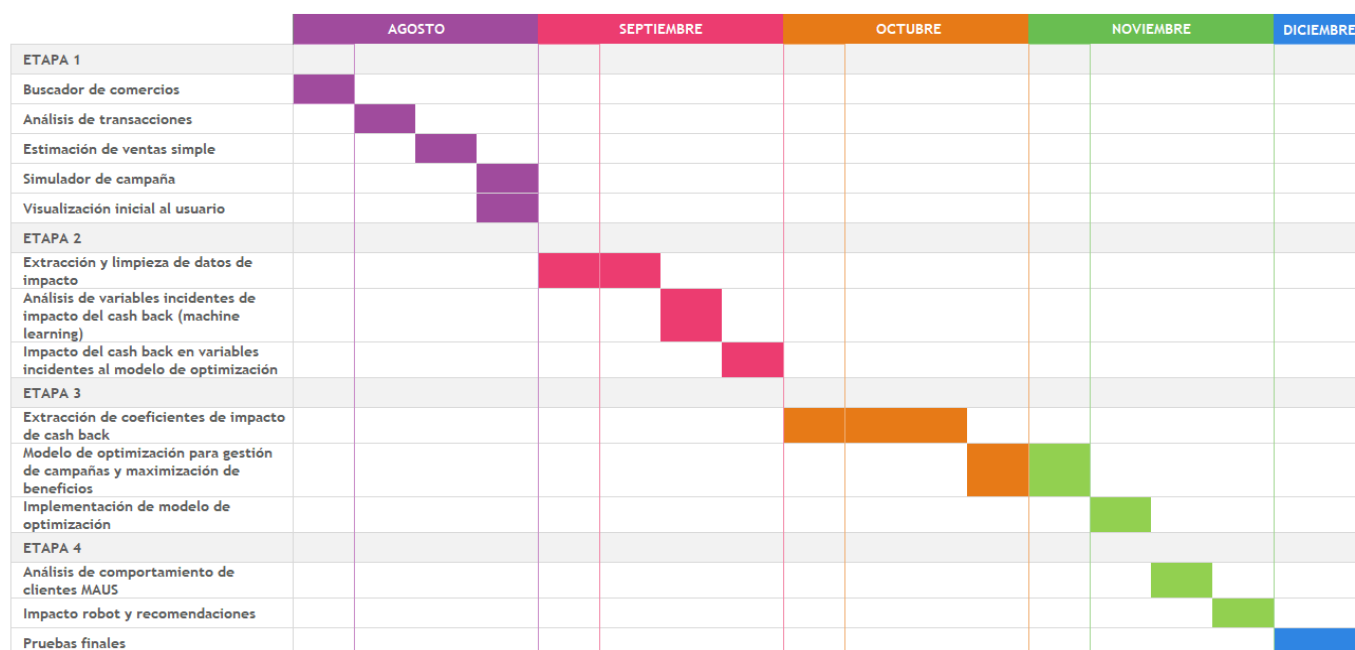 AGOSTO SEPTIEMBRE OCTUBRE NOVIEMBRE DICIEMBRE
ETAPA 1
Buscador de comercios
Análisis de transacciones
Estimación de ventas simple
Simulador de campaña
Visualización inicial al usuario
ETAPA 2
Extracción y limpieza de datos de
impacto
Análisis de variables incidentes de
impacto del cash back (machine
learning)
Impacto del cash back en variables
incidentes al modelo de optimización
ETAPA 3
Extracción de coeficientes de impacto
de cash back
Modelo de optimización para gestión
de campañas y maximización de
beneficios
Implementación de modelo de
optimización
ETAPA 4
Análisis de comportamiento de
clientes MAUS
Impacto robot y recomendaciones
Pruebas finales